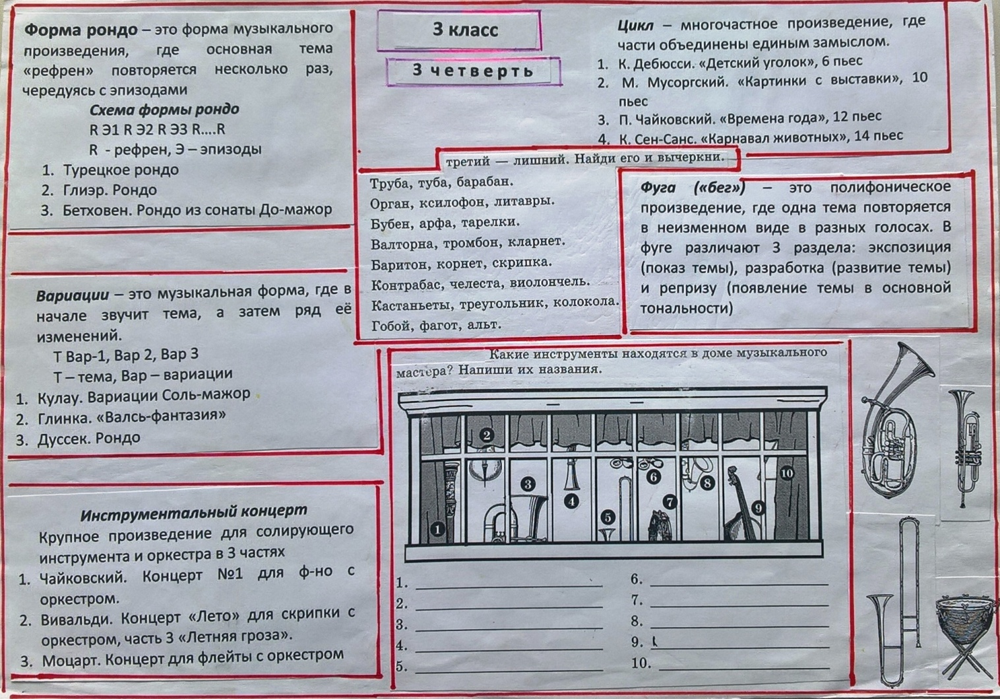 Форма рондо – это форма музыкального
произведения, где основная тема
«рефрен» повторяется несколько раз,
чередуясь с эпизодами
Схема формы рондо
R Э1 R Э2 R Э3 R....R
R - рефрен, Э – эпизоды
1. Турецкое рондо
2. Глиэр. Рондо
3. Бетховен. Рондо из сонаты До-мажор
Вариации – это музыкальная форма, где в
начале звучит тема, а затем ряд её
изменений.
Т Вар-1, Вар 2, Вар 3
Т – тема, Вар – вариации
1. Кулау. Вариации Соль-мажор
2. Глинка. «Валсь-фантазия»
3. Дуссек. Рондо
Инструментальный концерт
Крупное произведение для солирующего
инструмента и оркестра в 3 частях
1. Чайковский. Концерт №1 для ф-но с
оркестром.
2. Вивальди. Концерт «Лето» для скрипки с
оркестром, часть 3 «Летняя гроза».
3. Моцарт. Концерт для флейты с оркестром
3 класс
3 четверть
Цикл – многочастное произведение, где
части объединены единым замыслом.
1. К. Дебюсси. «Детский уголок», 6 пьес
2. М. Мусоргский. «Картинки с выставки», 10
пьес
3. П. Чайковский. «Времена года», 12 пьес
4. К. Сен-Санс. «Карнавал животных», 14 пьес
третий — лишний. Найди его и вычеркни.
Труба, туба, барабан.
Орган, ксилофон, литавры.
Бубен, арфа, тарелки.
Валторна, тромбон, кларнет.
Баритон, корнет, скрипка.
Контрабас, челеста, виолончель.
Кастаньеты, треугольник, колокола.
Гобой, фагот, альт.
Фуга («бег») – это полифоническое
произведение, где одна тема повторяется
в неизменном виде в разных голосах. В
фуге различают 3 раздела: экспозиция
(показ темы), разработка (развитие темы)
и репризу (появление темы в основной
тональности)
Какие инструменты находятся в доме музыкального
мастера? Напиши их названия.
2
10
6
8
3
4
7
9
5
1
1.
2.
3.
4.
5.
6.
7.
8.
9.
10.